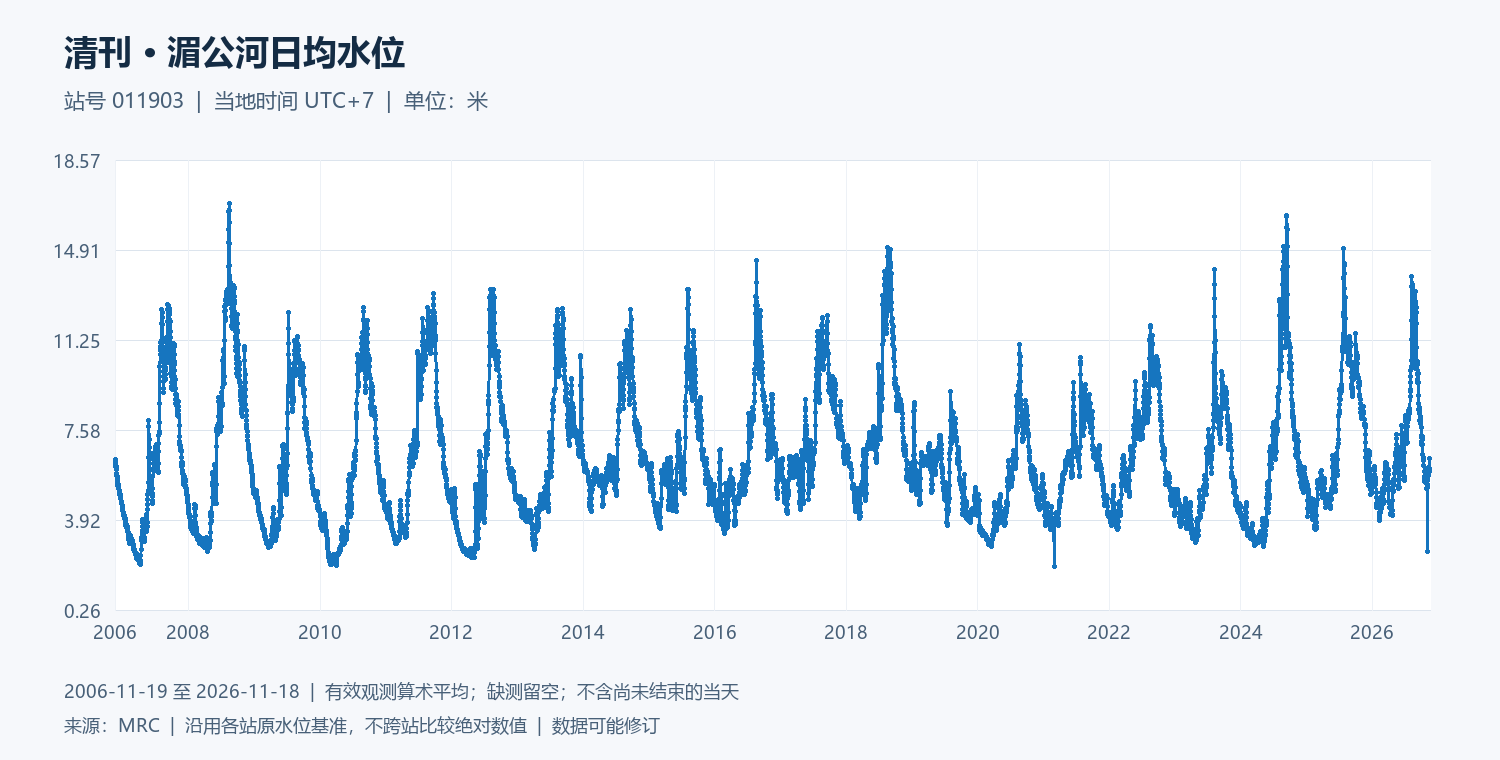 清刊 • 湄公河日均水位
站号 011903 | 当地时间 UTC+7 | 单位：米
18.57
14.91
11.25
7.58
3.92
0.26
2006 2008 2010 2012 2014 2016 2018 2020 2022 2024 2026
2006-11-19 至 2026-11-18 | 有效观测算术平均；缺测留空；不含尚未结束的当天
来源：MRC | 沿用各站原水位基准，不跨站比较绝对数值 | 数据可能修订